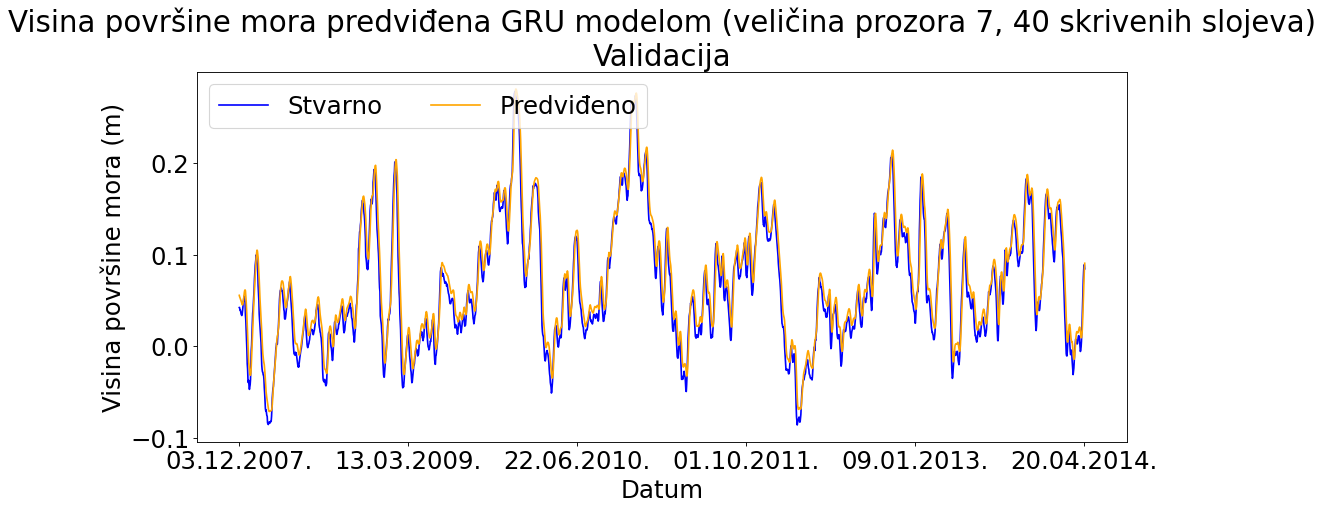 Visina površine mora predviđena GRU modelom (veličina prozora 7, 40 skrivenih slojeva)
Validacija
Stvarno
Predviđeno
Visina površine mora (m)
0.2
0.1
0.0
−0.1
03.12.2007.
13.03.2009.
22.06.2010.
01.10.2011.
09.01.2013.
20.04.2014.
Datum